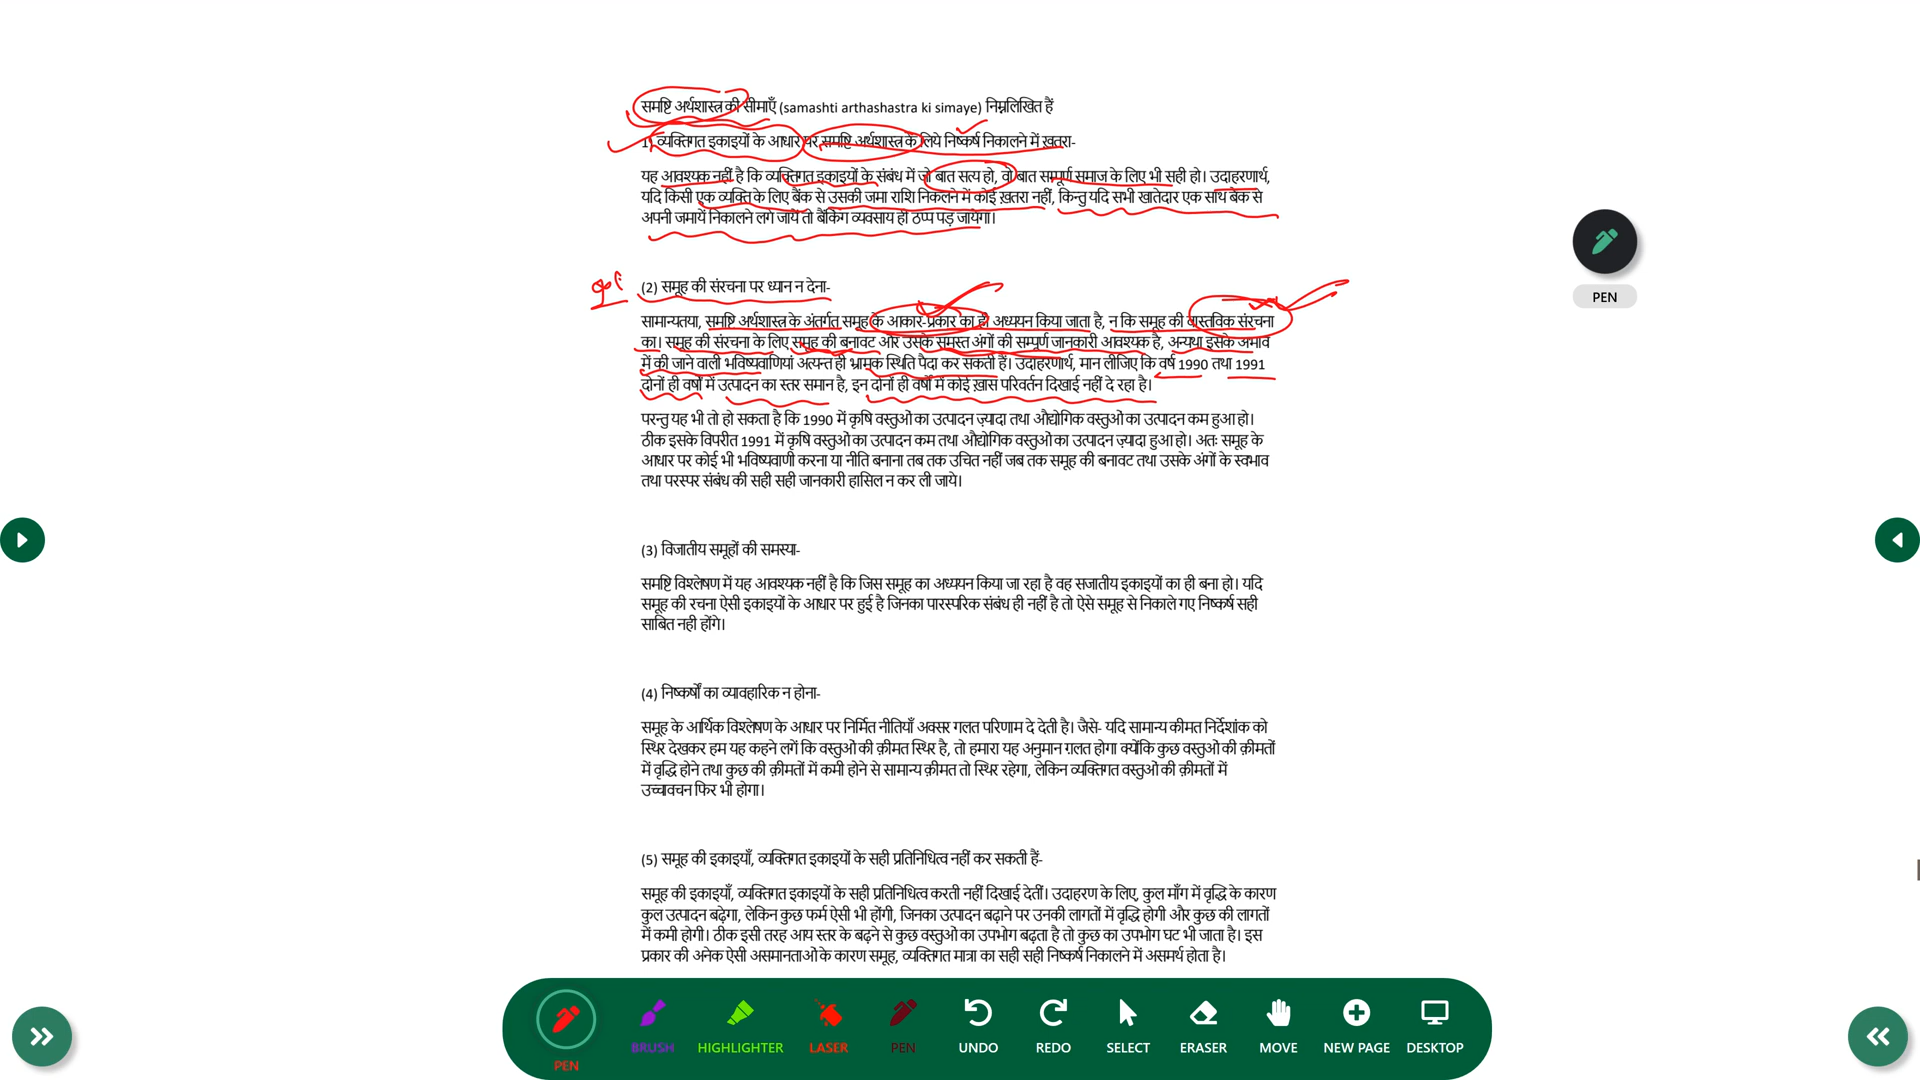 समष्टि अर्थशास्त्र की सीमाएँ (samashti arthashastra ki simaye) निम्नलिखित हैं
1) व्यक्तिगत इकाइयों के आधार पर समष्टि अर्थशास्त्र के लिये निष्कर्ष निकालने में ख़तरा-
यह आवश्यक नहीं है कि व्यक्तिगत इकाइयों के संबंध में जो बात सत्य हो, वो बात सम्पूर्ण समाज के लिए भी सही हो। उदाहरणार्थ,
यदि किसी एक व्यक्ति के लिए बैंक से उसकी जमा राशि निकलने में कोई ख़तरा नहीं, किन्तु यदि सभी खातेदार एक साथ बैंक से
अपनी जमायें निकालने लग जायें तो बैंकिंग व्यवसाय ही ठप्प पड़ जायेगा।
(2) समूह की संरचना पर ध्यान न देना-
सामान्यतया, समष्टि अर्थशास्त्र के अंतर्गत समूह के आकार-प्रकार का ही अध्ययन किया जाता है, न कि समूह की वास्तविक संरचना
का। समूह की संरचना के लिए समूह की बनावट और उसके समस्त अंगों की सम्पूर्ण जानकारी आवश्यक है, अन्यथा इसके अभाव
में की जाने वाली भविष्यवाणियां अत्यन्त ही भ्रामक स्थिति पैदा कर सकती हैं। उदाहरणार्थ, मान लीजिए कि वर्ष 1990 तथा 1991
दोनों ही वर्षों में उत्पादन का स्तर समान है, इन दोनों ही वर्षों में कोई ख़ास परिवर्तन दिखाई नहीं दे रहा है।
परन्तु यह भी तो हो सकता है कि 1990 में कृषि वस्तुओं का उत्पादन ज़्यादा तथा औद्योगिक वस्तुओं का उत्पादन कम हुआ हो।
ठीक इसके विपरीत 1991 में कृषि वस्तुओं का उत्पादन कम तथा औद्योगिक वस्तुओं का उत्पादन ज़्यादा हुआ हो। अतः समूह के
आधार पर कोई भी भविष्यवाणी करना या नीति बनाना तब तक उचित नहीं जब तक समूह की बनावट तथा उसके अंगों के स्वभाव
तथा परस्पर संबंध की सही सही जानकारी हासिल न कर ली जाये।
(3) विजातीय समूहों की समस्या-
समष्टि विश्लेषण में यह आवश्यक नहीं है कि जिस समूह का अध्ययन किया जा रहा है वह सजातीय इकाइयों का ही बना हो। यदि
समूह की रचना ऐसी इकाइयों के आधार पर हुई है जिनका पारस्परिक संबंध ही नहीं है तो ऐसे समूह से निकाले गए निष्कर्ष सही
साबित नही होंगे।
(4) निष्कर्षों का व्यावहारिक न होना-
समूह के आर्थिक विश्लेषण के आधार पर निर्मित नीतियाँ अक्सर गलत परिणाम दे देती है। जैसे- यदि सामान्य कीमत निर्देशांक को
स्थिर देखकर हम यह कहने लगें कि वस्तुओं की क़ीमत स्थिर है, तो हमारा यह अनुमान ग़लत होगा क्योंकि कुछ वस्तुओं की क़ीमतों
में वृद्धि होने तथा कुछ की क़ीमतों में कमी होने से सामान्य क़ीमत तो स्थिर रहेगा, लेकिन व्यक्तिगत वस्तुओं की क़ीमतों में
उच्चावचन फिर भी होगा।
(5) समूह की इकाइयाँ, व्यक्तिगत इकाइयों के सही प्रतिनिधित्व नहीं कर सकती हैं-
समूह की इकाइयाँ, व्यक्तिगत इकाइयों के सही प्रतिनिधित्व करती नहीं दिखाई देतीं। उदाहरण के लिए, कुल माँग में वृद्धि के कारण
कुल उत्पादन बढ़ेगा, लेकिन कुछ फर्म ऐसी भी होंगी, जिनका उत्पादन बढ़ाने पर उनकी लागतों में वृद्धि होगी और कुछ की लागतों
में कमी होगी। ठीक इसी तरह आय स्तर के बढ़ने से कुछ वस्तुओं का उपभोग बढ़ता है तो कुछ का उपभोग घट भी जाता है। इस
प्रकार की अनेक ऐसी असमानताओं के कारण समूह, व्यक्तिगत मात्रा का सही सही निष्कर्ष निकालने में असमर्थ होता है।
PEN
PEN BRUSH HIGHLIGHTER LASER PEN UNDO REDO SELECT ERASER MOVE NEW PAGE DESKTOP